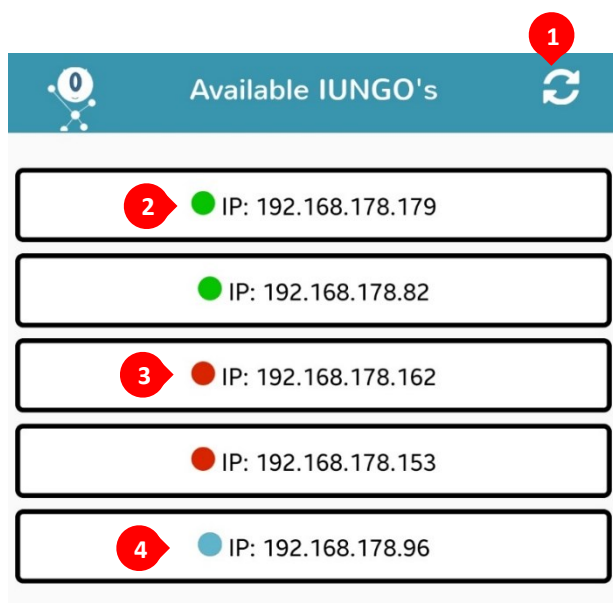 1
0
Available IUNGO's
2
IP: 192.168.178.179
IP: 192.168.178.82
3
IP: 192.168.178.162
IP: 192.168.178.153
4
IP: 192.168.178.96